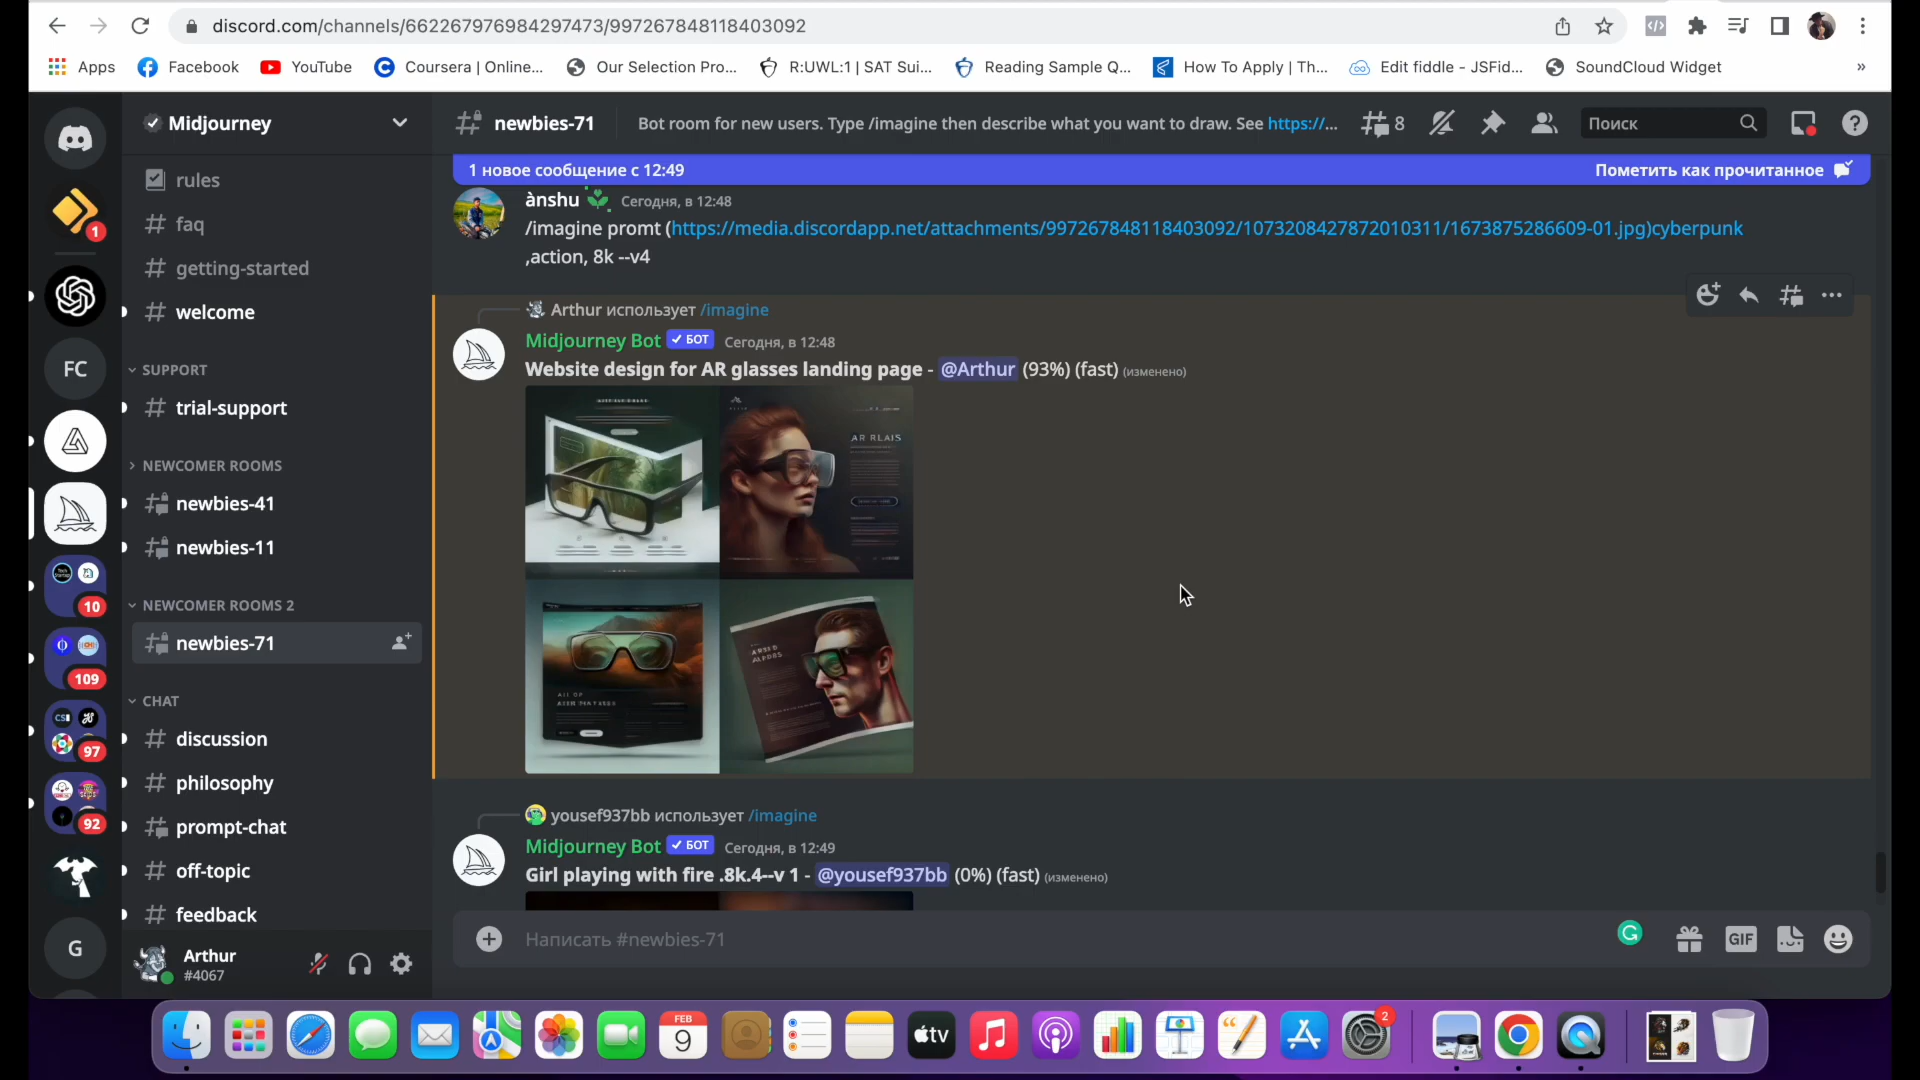 discord.com/channels/662267976984297473/997267848118403092
Apps
Facebook
YouTube
Coursera | Online...
Our Selection Pro...
R:UWL:1 | SAT Sui...
Reading Sample Q...
How To Apply | Th...
Edit fiddle - JSFid...
SoundCloud Widget
»
Midjourney
newbies-71
Bot room for new users. Type /imagine then describe what you want to draw. See https://...
8
Поиск
1 новое сообщение с 12:49
Пометить как прочитанное
rules
faq
getting-started
welcome
SUPPORT
trial-support
NEWCOMER ROOMS
newbies-41
newbies-11
NEWCOMER ROOMS 2
newbies-71
CHAT
discussion
philosophy
prompt-chat
off-topic
feedback
1
FC
10
109
CSI
97
92
G
Arthur
#4067
ànshu
Сегодня, в 12:48
/imagine promt (https://media.discordapp.net/attachments/997267848118403092/1073208427872010311/1673875286609-01.jpg)cyberpunk
,action, 8k --v4
Arthur использует /imagine
Midjourney Bot
БОТ
Сегодня, в 12:48
Website design for AR glasses landing page - @Arthur (93%) (fast) (изменено)
AR RLAIS
yousef937bb использует /imagine
Midjourney Bot
БОТ
Сегодня, в 12:49
Girl playing with fire .8k.4--v 1 - @yousef937bb (0%) (fast) (изменено)
Написать #newbies-71
GIF
FEB
9
tv
2